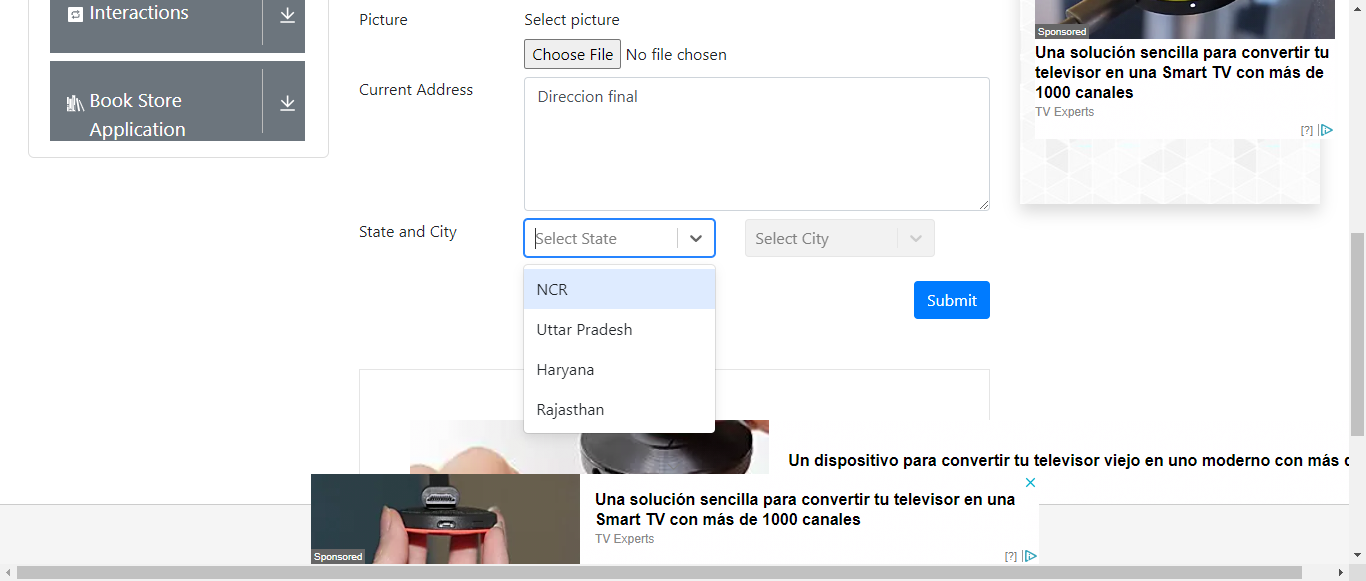 Interactions
Book Store
Application
Picture
Select picture
Choose File No file chosen
Current Address
Direccion final
State and City
Select State
Select City
NCR
Uttar Pradesh
Haryana
Rajasthan
Submit
Sponsored
Una solución sencilla para convertir tu
televisor en una Smart TV con más de
1000 canales
TV Experts
[?]
Un dispositivo para convertir tu televisor viejo en uno moderno con más
Sponsored
Una solución sencilla para convertir tu televisor en una
Smart TV con más de 1000 canales
TV Experts
[?]